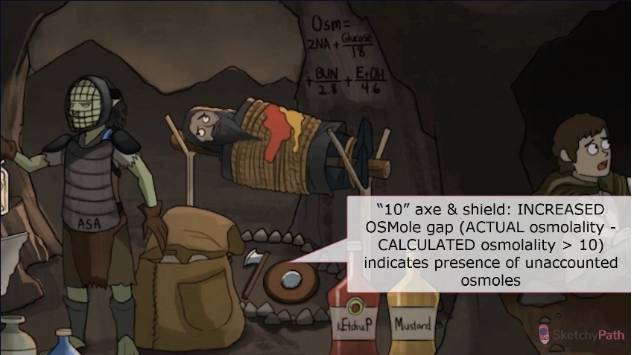 Osm=
2NA + Glucose/18
+ BUN/2.8 + EtOH/4.6
ASA
"10" axe & shield: INCREASED
OSMole gap (ACTUAL osmolality -
CALCULATED osmolality > 10)
indicates presence of unaccounted
osmoles
kEtchuP
Mustard
SketchyPath